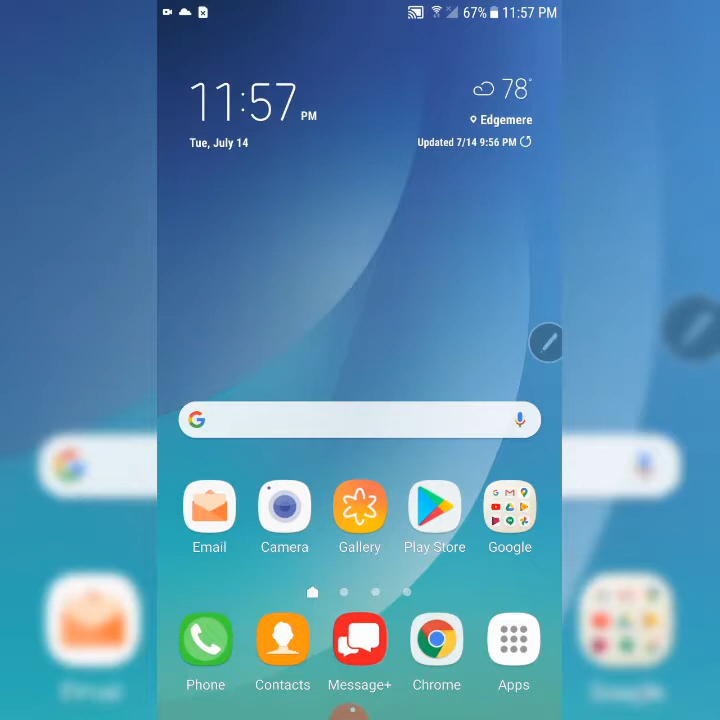 67% 11:57 PM
11:57 PM
78°
Edgemere
Tue, July 14
Updated 7/14 9:56 PM
Email Camera Gallery Play Store Google
Phone Contacts Message+ Chrome Apps